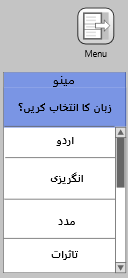 Menu
مینو
زبان کا انتخاب کریں؟
اردو
انگریزی
مدد
تاثرات